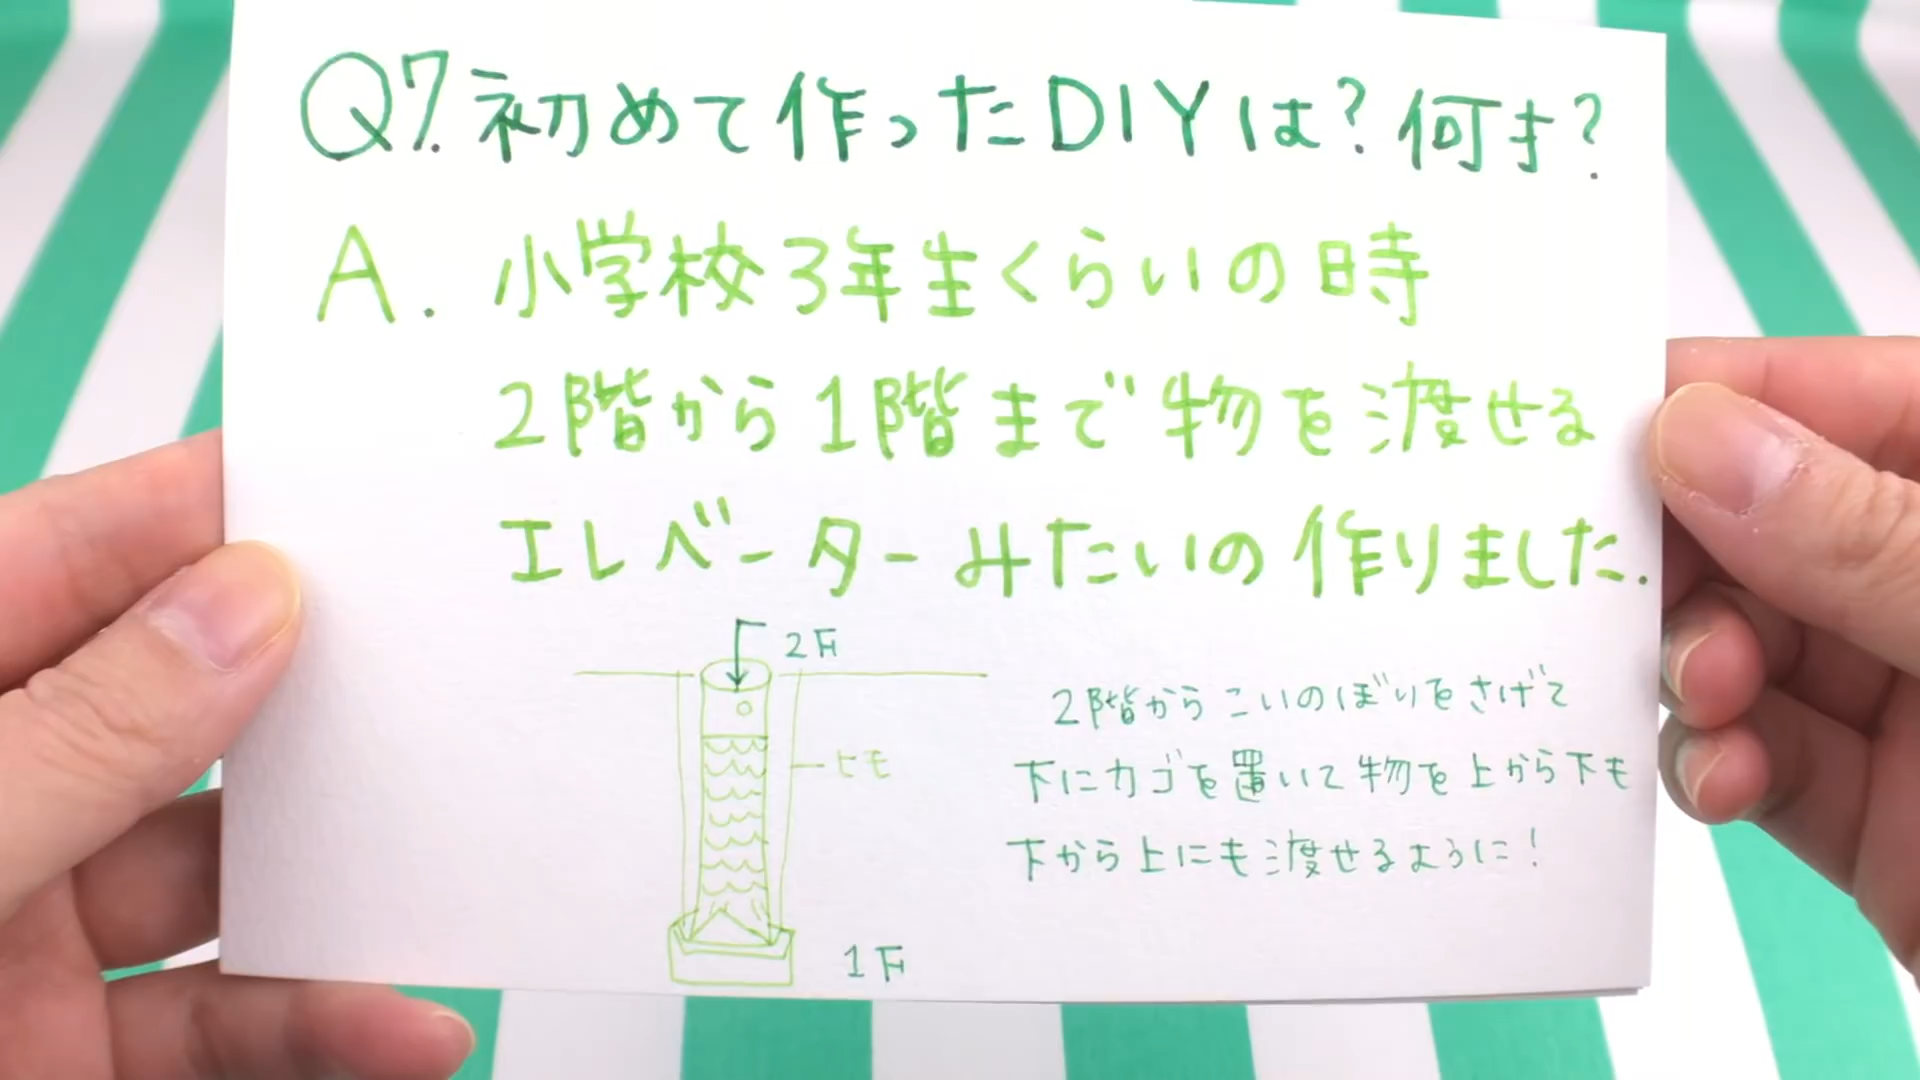 Q7. 初めて作ったDIYは?何才?
A. 小学校3年生くらいの時
2階から1階まで物を渡せる
エレベーターみたいの作りました.
2F
2階からこいのぼりをさげて
ヒモ
下にカゴを置いて物を上から下も
下から上にも渡せるように!
1F